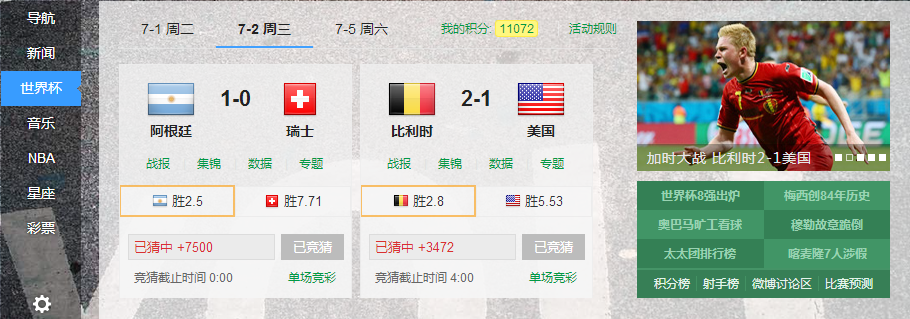 导航
新闻
世界杯
音乐
NBA
星座
彩票
7-1 周二 7-2 周三 7-5 周六 我的积分 11072 活动规则
阿根廷 1-0 瑞士
战报 集锦 数据 专题
胜2.5 胜7.71
已猜中 +7500 已竞猜
竞猜截止时间 0:00 单场竞彩
比利时 2-1 美国
战报 集锦 数据 专题
胜2.8 胜5.53
已猜中 +3472 已竞猜
竞猜截止时间 4:00 单场竞彩
加时大战 比利时2-1美国
世界杯8强出炉 梅西创84年历史
奥巴马旷工看球 穆勒故意跪倒
太太团排行榜 喀麦隆7人涉假
积分榜 射手榜 微博讨论区 比赛预测